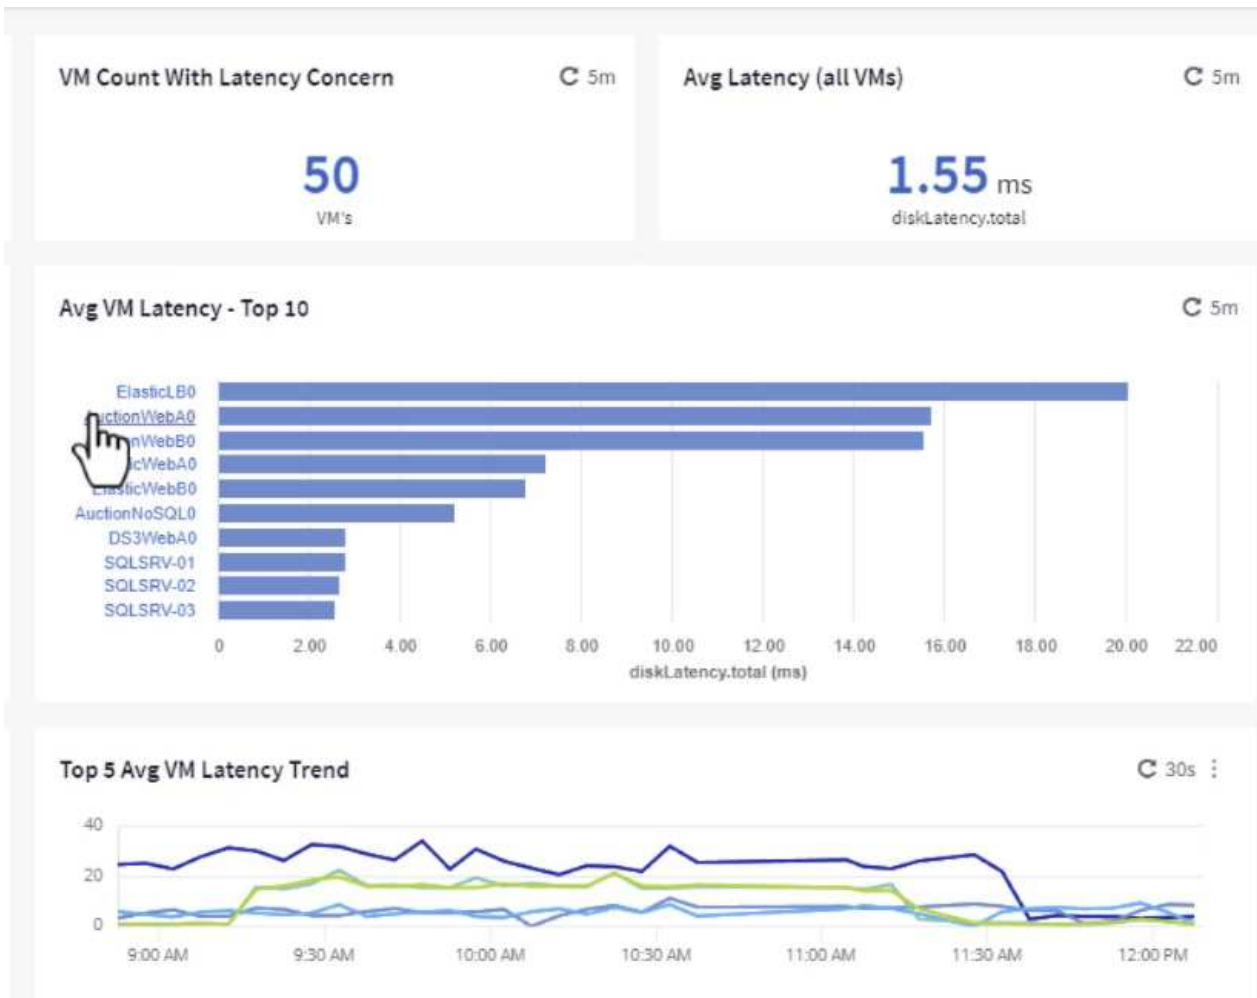 VM Count With Latency Concern
5m
50
VM's
Avg Latency (all VMs)
5m
1.55 ms
diskLatency.total
Avg VM Latency - Top 10
5m
ElasticLB0
AuctionWebA0
nWebB0
icWebA0
ElasticWebB0
AuctionNoSQL0
DS3WebA0
SQLSRV-01
SQLSRV-02
SQLSRV-03
0 2.00 4.00 6.00 8.00 10.00 12.00 14.00 16.00 18.00 20.00 22.00
diskLatency.total (ms)
Top 5 Avg VM Latency Trend
30s
40
20
0
9:00 AM 9:30 AM 10:00 AM 10:30 AM 11:00 AM 11:30 AM 12:00 PM